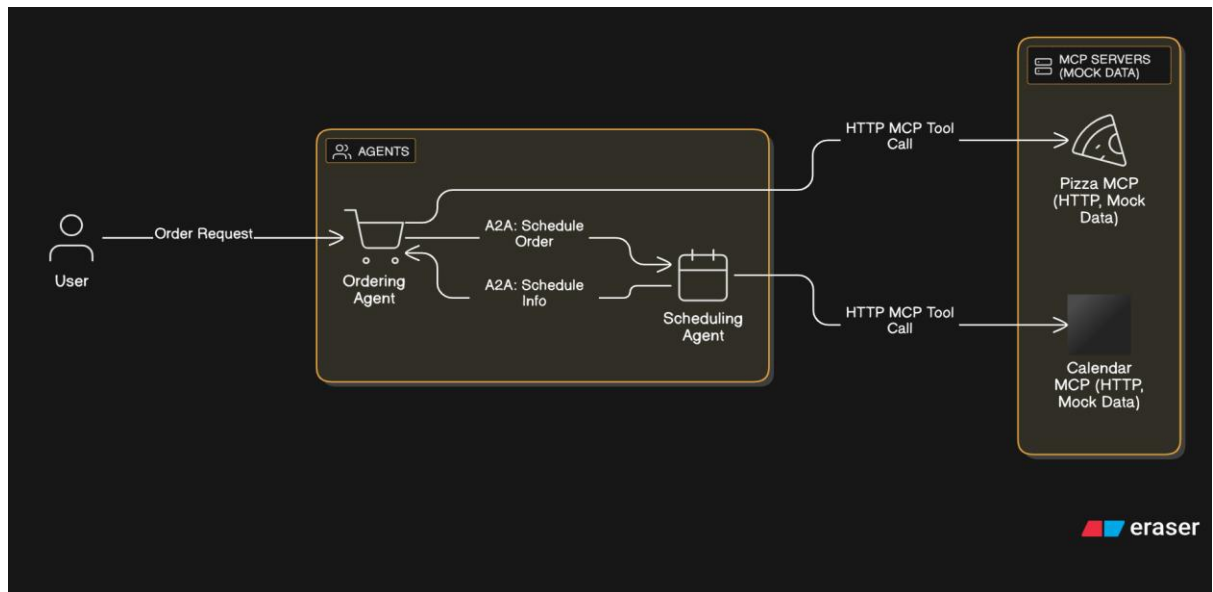 MCP SERVERS
(MOCK DATA)
HTTP MCP Tool
Call
AGENTS
Pizza MCP
(HTTP, Mock
Data)
Order Request
A2A: Schedule
Order
User
Ordering
Agent
A2A: Schedule
Info
Scheduling
Agent
HTTP MCP Tool
Call
Calendar
MCP (HTTP,
Mock Data)
eraser